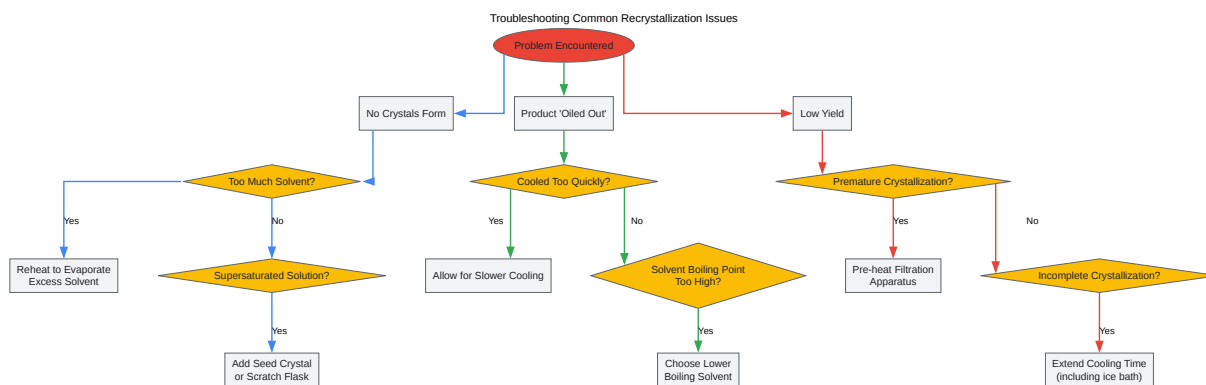 Troubleshooting Common Recrystallization Issues
Problem Encountered
No Crystals Form
Product 'Oiled Out'
Low Yield
Too Much Solvent?
Cooled Too Quickly?
Premature Crystallization?
Yes
No
Yes
No
Yes
No
Reheat to Evaporate
Excess Solvent
Supersaturated Solution?
Allow for Slower Cooling
Solvent Boiling Point
Too High?
Pre-heat Filtration
Apparatus
Incomplete Crystallization?
Yes
Yes
Yes
Add Seed Crystal
or Scratch Flask
Choose Lower
Boiling Solvent
Extend Cooling Time
(including ice bath)